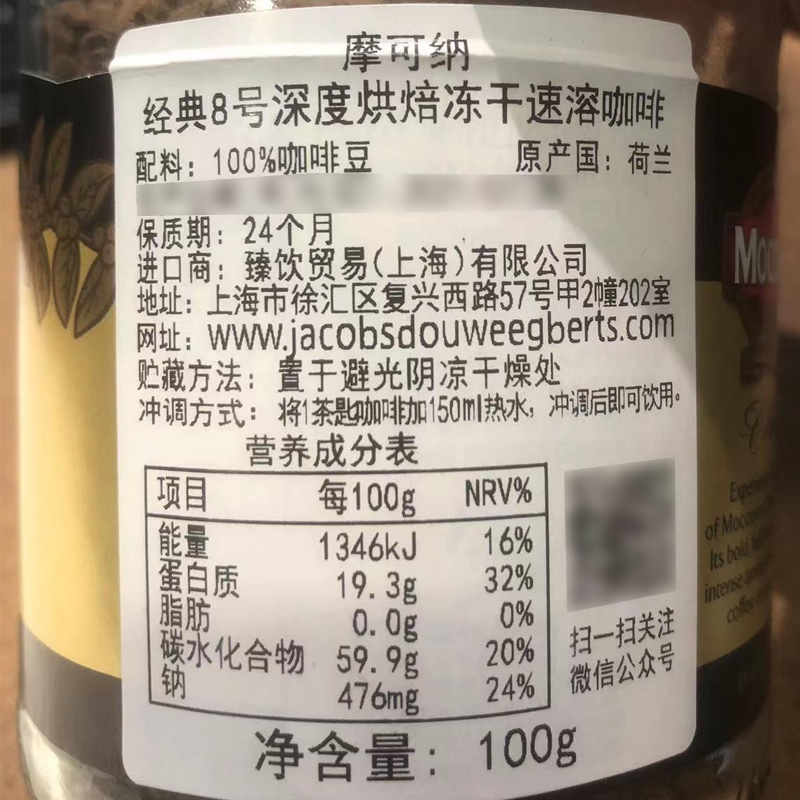 摩可纳
经典8号深度烘焙冻干速溶咖啡
配料：100%咖啡豆 原产国：荷兰
保质期：24个月
进口商：臻饮贸易(上海)有限公司
地址：上海市徐汇区复兴西路57号甲2幢202室
网址：www.jacobsdouweegberts.com
贮藏方法：置于避光阴凉干燥处
冲调方式：将1茶匙咖啡加150ml热水，冲调后即可饮用。
营养成分表
项目 每100g NRV%
能量 1346kJ 16%
蛋白质 19.3g 32%
脂肪 0.0g 0%
碳水化合物 59.9g 20%
钠 476mg 24%
扫一扫关注
微信公众号
净含量：100g
of Mocc
Its bold,
intense
coffee